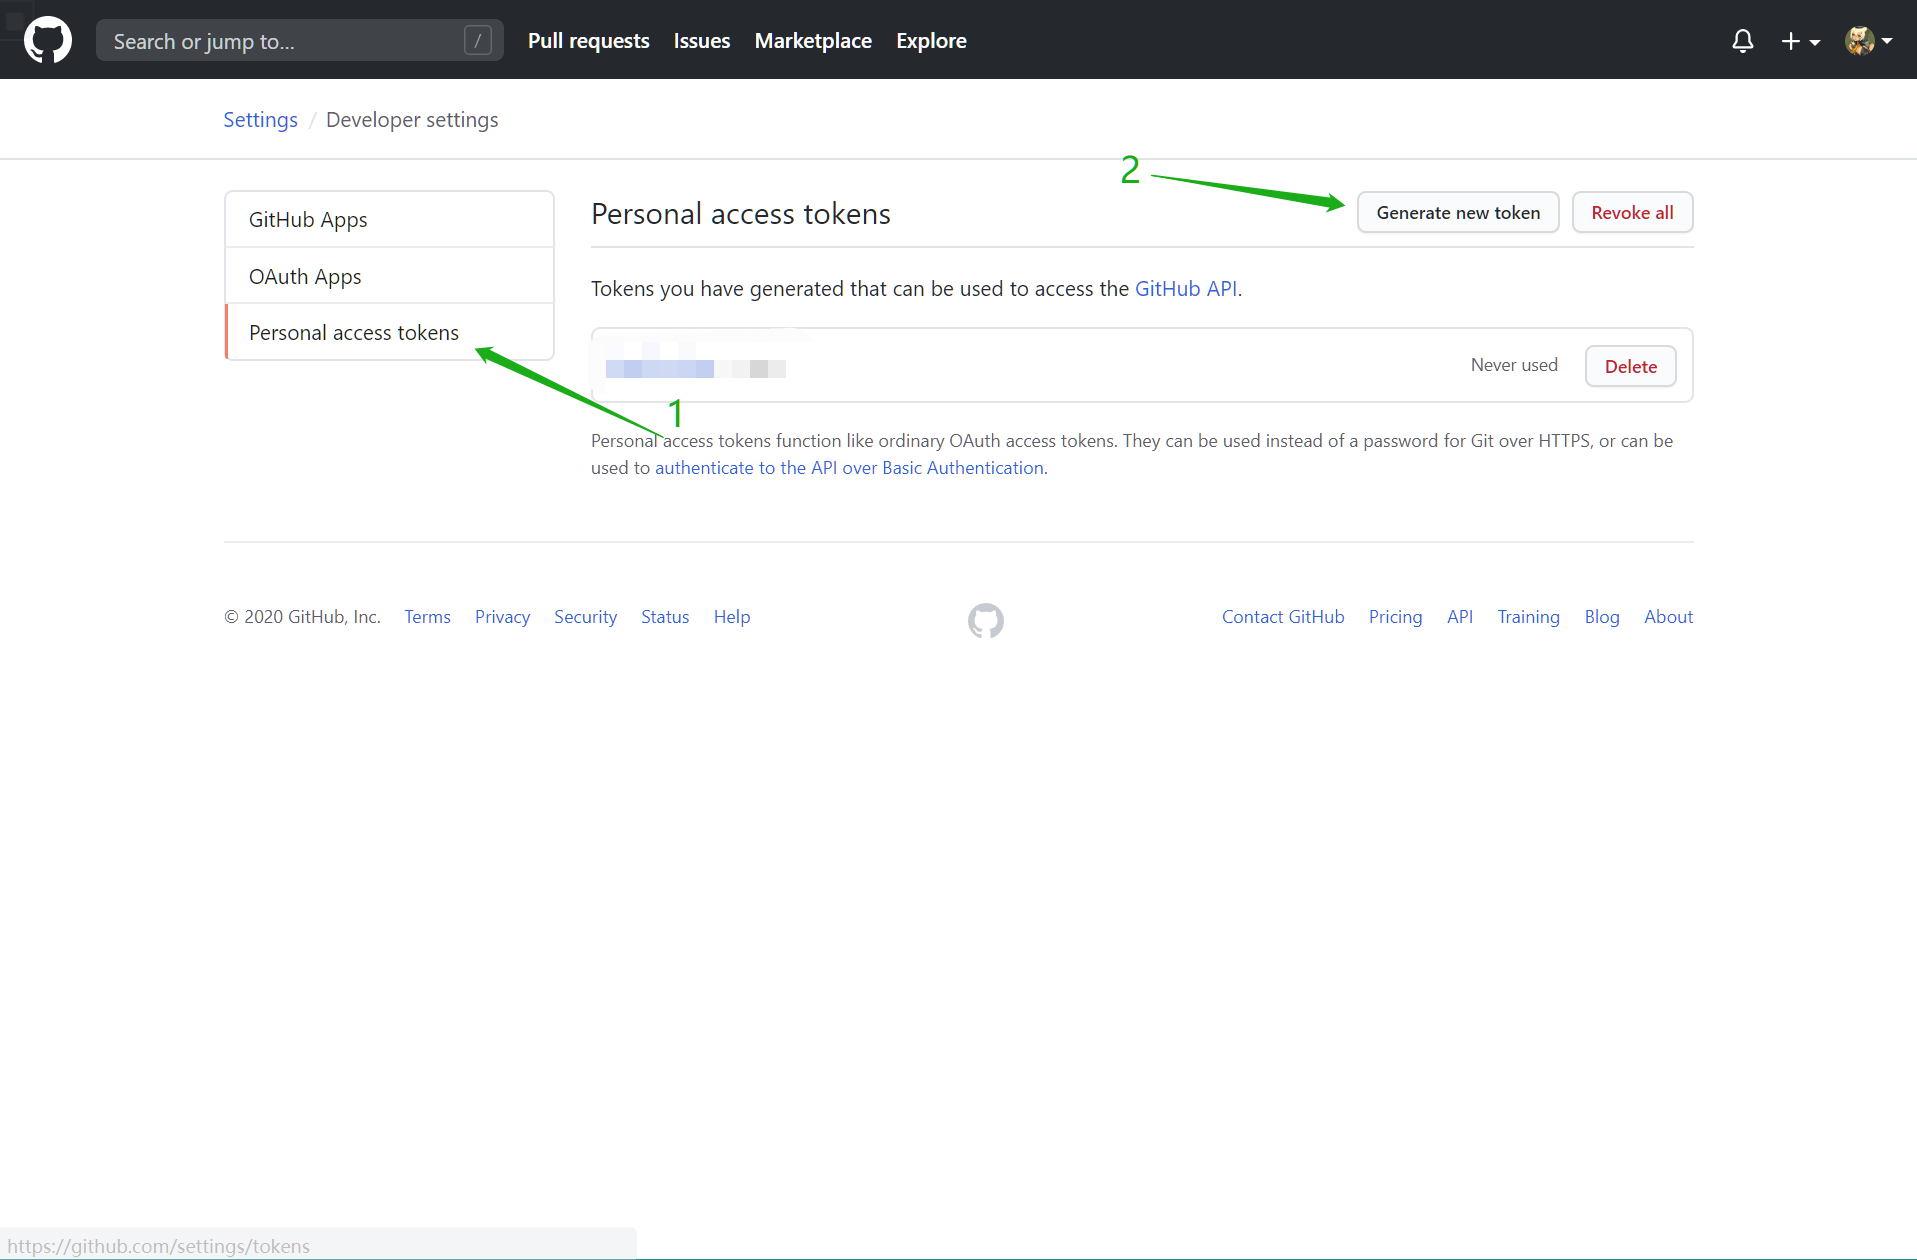 Search or jump to... /
Pull requests Issues Marketplace Explore
Settings / Developer settings
2
GitHub Apps
OAuth Apps
Personal access tokens
Personal access tokens
Generate new token Revoke all
Tokens you have generated that can be used to access the GitHub API.
Never used Delete
1
Personal access tokens function like ordinary OAuth access tokens. They can be used instead of a password for Git over HTTPS, or can be
used to authenticate to the API over Basic Authentication.
© 2020 GitHub, Inc. Terms Privacy Security Status Help
Contact GitHub Pricing API Training Blog About
https://github.com/settings/tokens